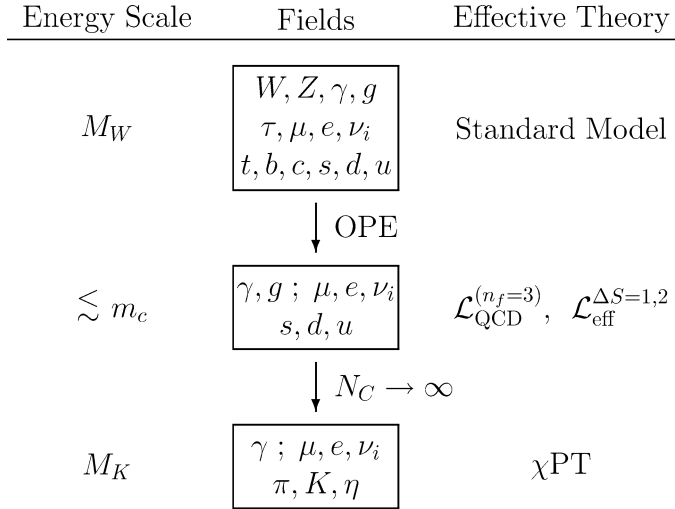 Energy Scale Fields Effective Theory
W, Z, γ, g
M_W τ, μ, e, ν_i Standard Model
t, b, c, s, d, u
OPE
≲ m_c γ, g ; μ, e, ν_i 𝓛_QCD^(n_f=3), 𝓛_eff^ΔS=1,2
s, d, u
N_C → ∞
M_K γ ; μ, e, ν_i χPT
π, K, η